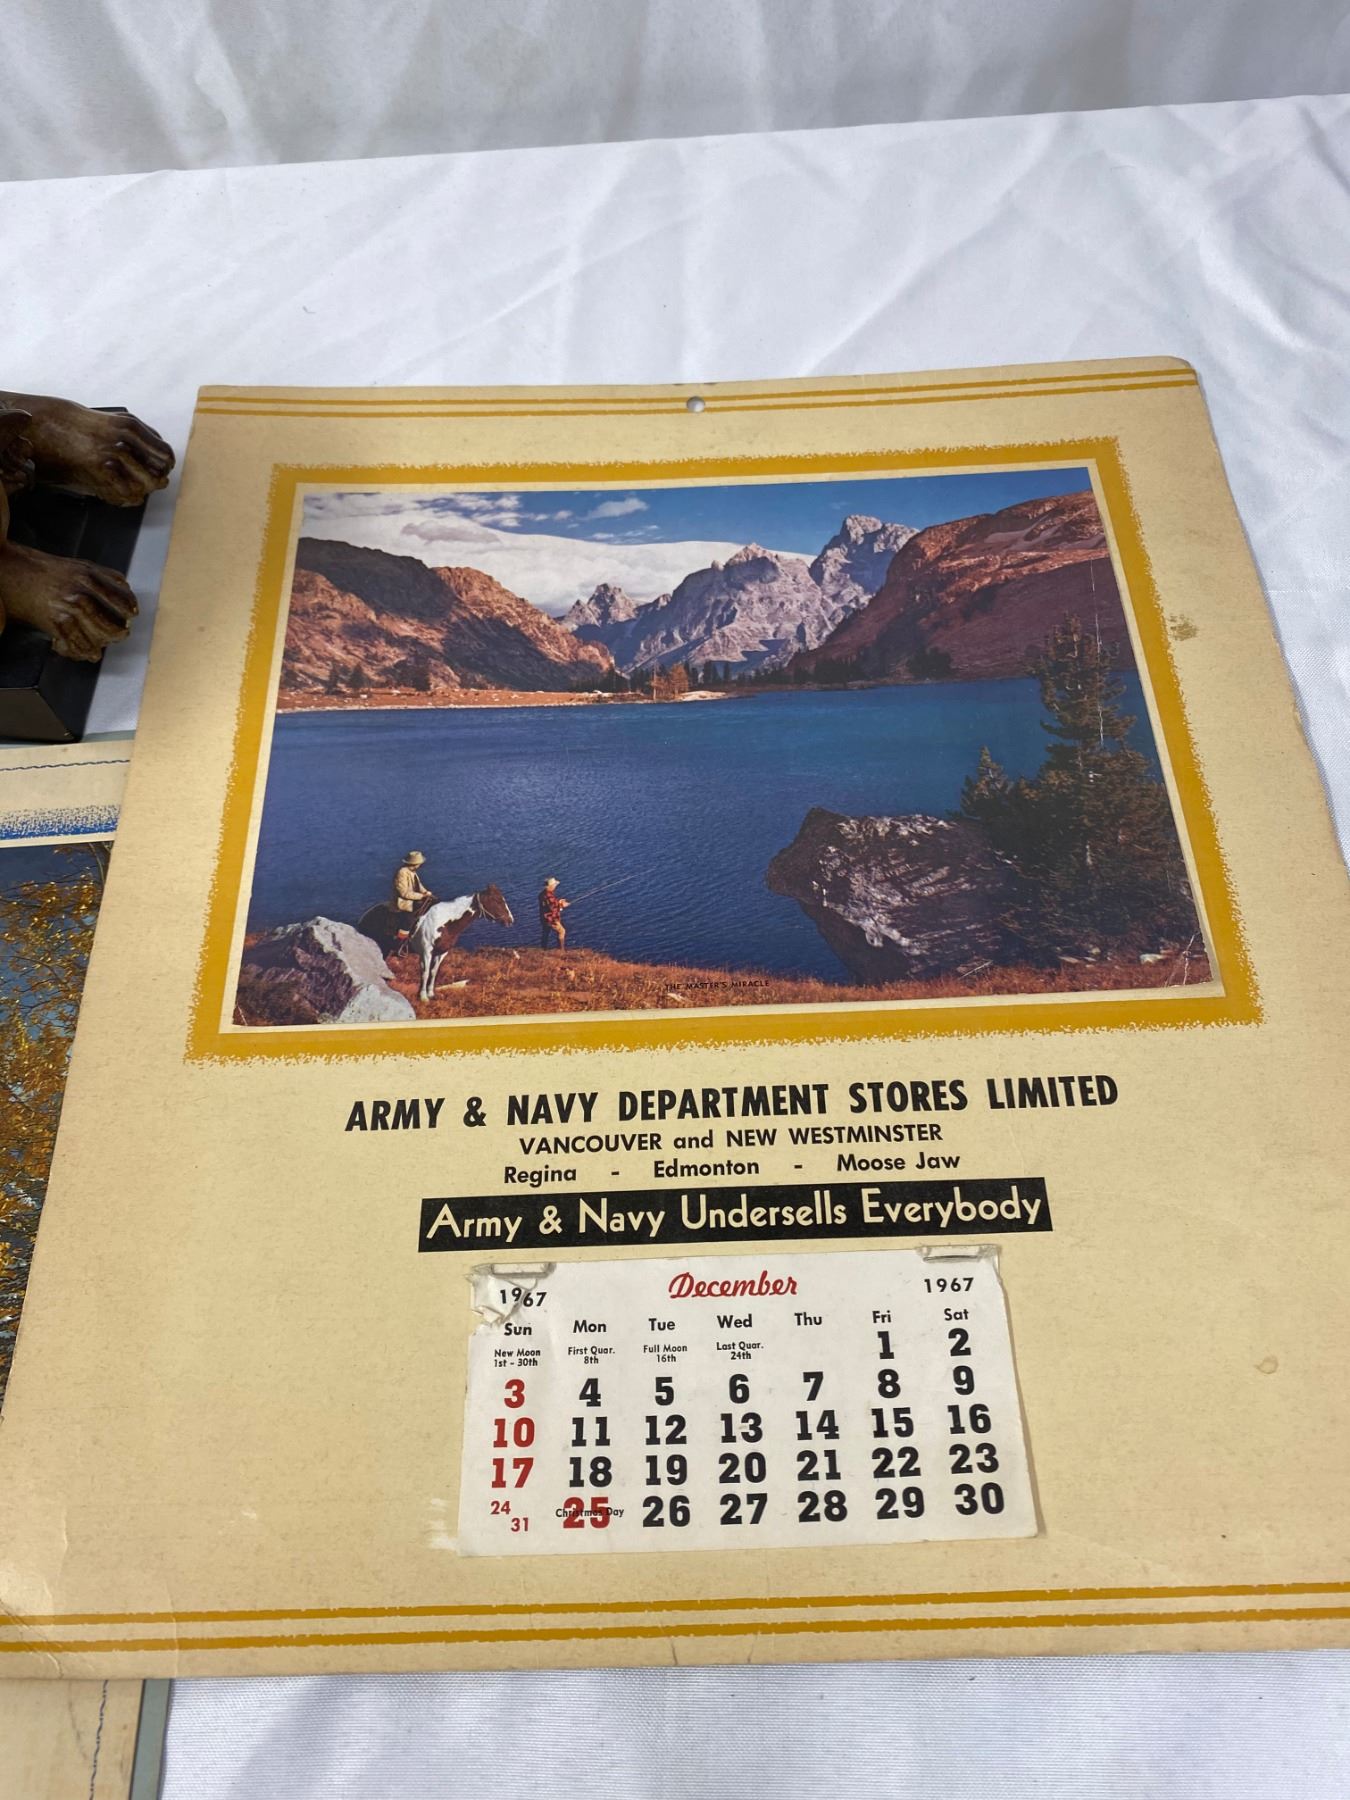 THE MASTER'S MIRACLE
ARMY & NAVY DEPARTMENT STORES LIMITED
VANCOUVER and NEW WESTMINSTER
Regina - Edmonton - Moose Jaw
Army & Navy Undersells Everybody
1967 December 1967
Sun Mon Tue Wed Thu Fri Sat
New Moon 1st - 30th First Quar. 8th Full Moon 16th Last Quar. 24th 1 2
3 4 5 6 7 8 9
10 11 12 13 14 15 16
17 18 19 20 21 22 23
24 31 Christmas Day 25 26 27 28 29 30